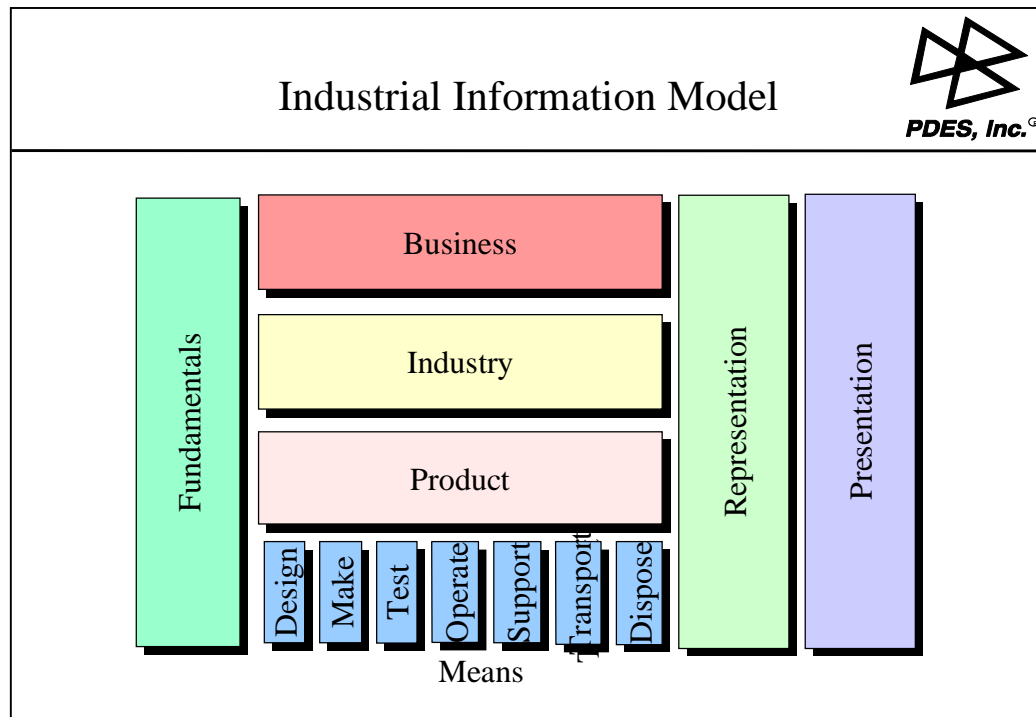 Industrial Information Model
PDES, Inc.
Fundamentals
Business
Industry
Product
Design
Make
Test
Operate
Support
Transport
Dispose
Means
Representation
Presentation